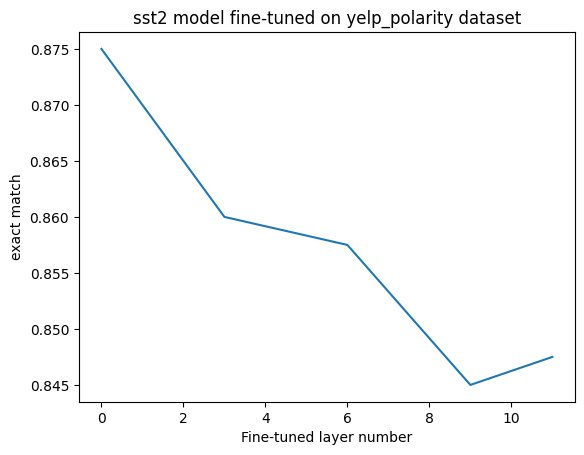 sst2 model fine-tuned on yelp_polarity dataset
exact match
0.875
0.870
0.865
0.860
0.855
0.850
0.845
0 2 4 6 8 10
Fine-tuned layer number